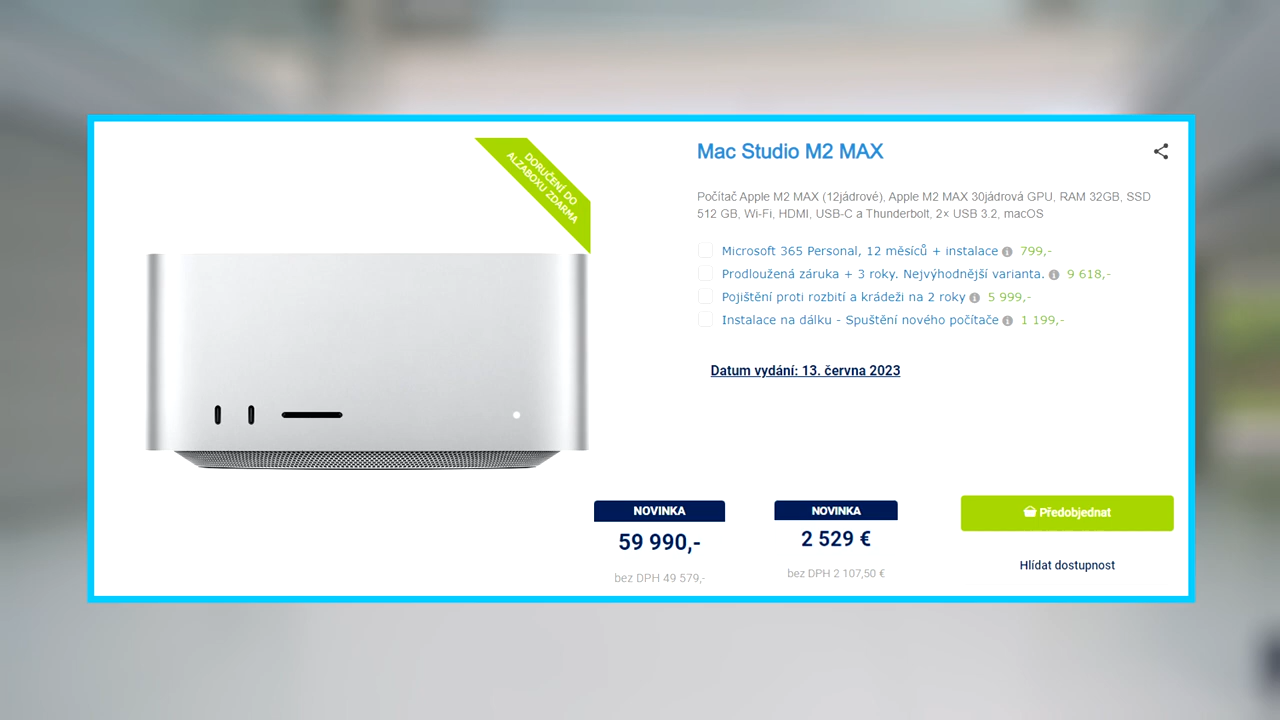 DORUČENÍ DO
ALZABOXU ZDARMA
Mac Studio M2 MAX
Počítač Apple M2 MAX (12jádrové), Apple M2 MAX 30jádrová GPU, RAM 32GB, SSD
512 GB, Wi-Fi, HDMI, USB-C a Thunderbolt, 2× USB 3.2, macOS
Microsoft 365 Personal, 12 měsíců + instalace 799,-
Prodloužená záruka + 3 roky. Nejvýhodnější varianta. 9 618,-
Pojištění proti rozbití a krádeži na 2 roky 5 999,-
Instalace na dálku - Spuštění nového počítače 1 199,-
Datum vydání: 13. června 2023
NOVINKA
59 990,-
bez DPH 49 579,-
NOVINKA
2 529 €
bez DPH 2 107,50 €
Předobjednat
Hlídat dostupnost